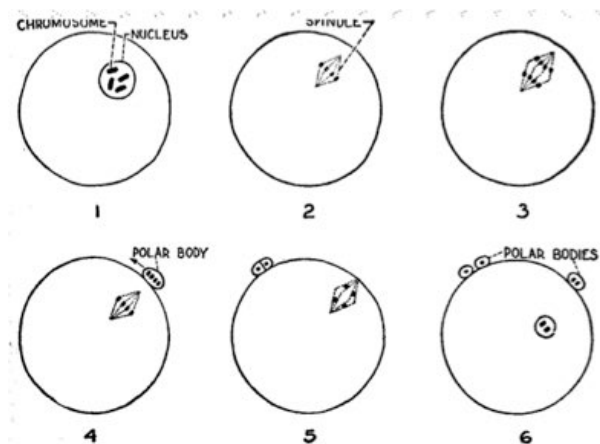 CHROMOSOME
NUCLEUS
SPINDLE
1
2
3
POLAR BODY
POLAR BODIES
4
5
6